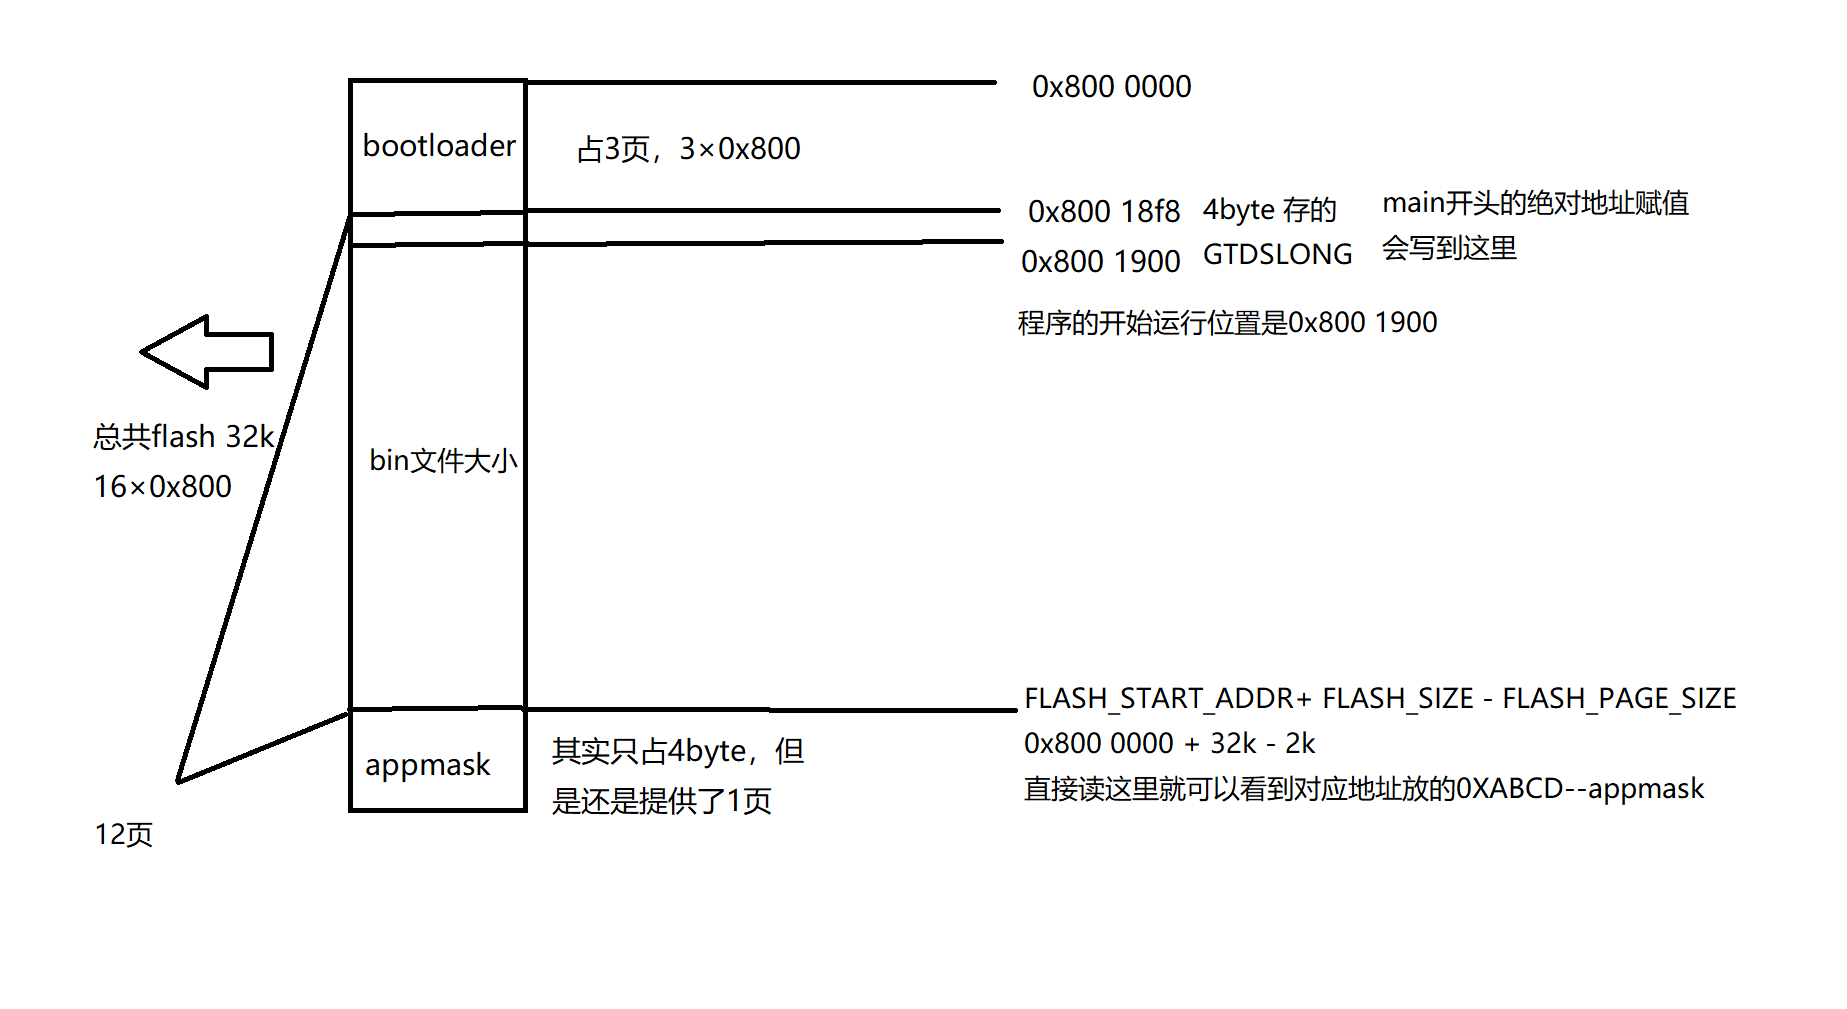 0x800 0000
bootloader
占3页，3×0x800
0x800 18f8
4byte 存的
GTDSLONG
main开头的绝对地址赋值
会写到这里
0x800 1900
程序的开始运行位置是0x800 1900
总共flash 32k
16×0x800
bin文件大小
FLASH_START_ADDR+ FLASH_SIZE - FLASH_PAGE_SIZE
0x800 0000 + 32k - 2k
直接读这里就可以看到对应地址放的0XABCD--appmask
appmask
其实只占4byte，但
是还是提供了1页
12页